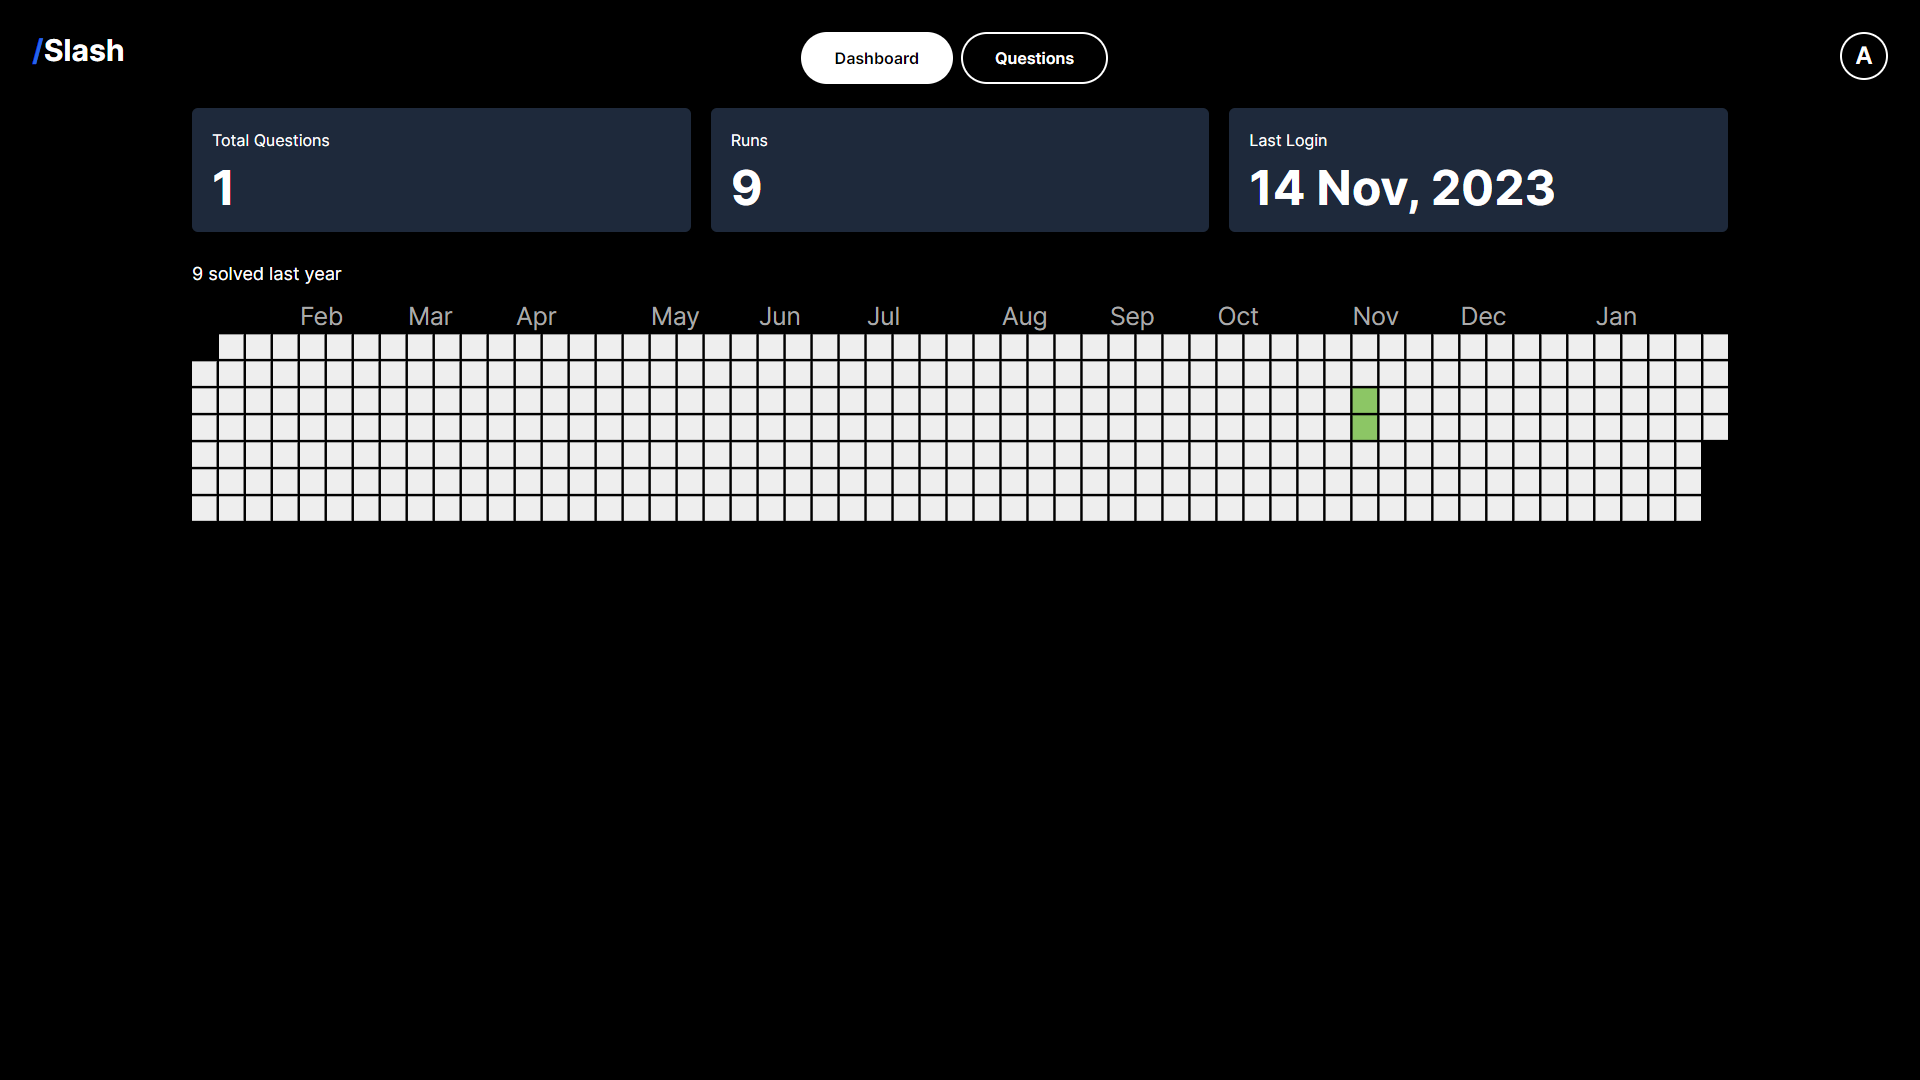 /Slash
Dashboard
Questions
A
Total Questions
1
Runs
9
Last Login
14 Nov, 2023
9 solved last year
Feb Mar Apr May Jun Jul Aug Sep Oct Nov Dec Jan